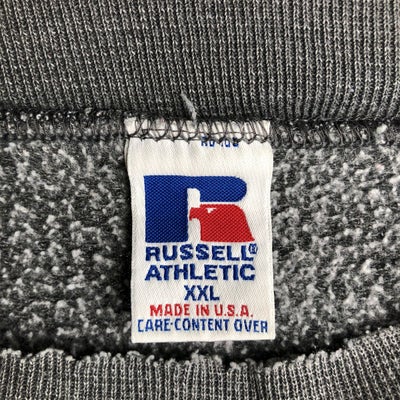 RUSSELL®
ATHLETIC
XXL
MADE IN U.S.A.
CARE·CONTENT OVER